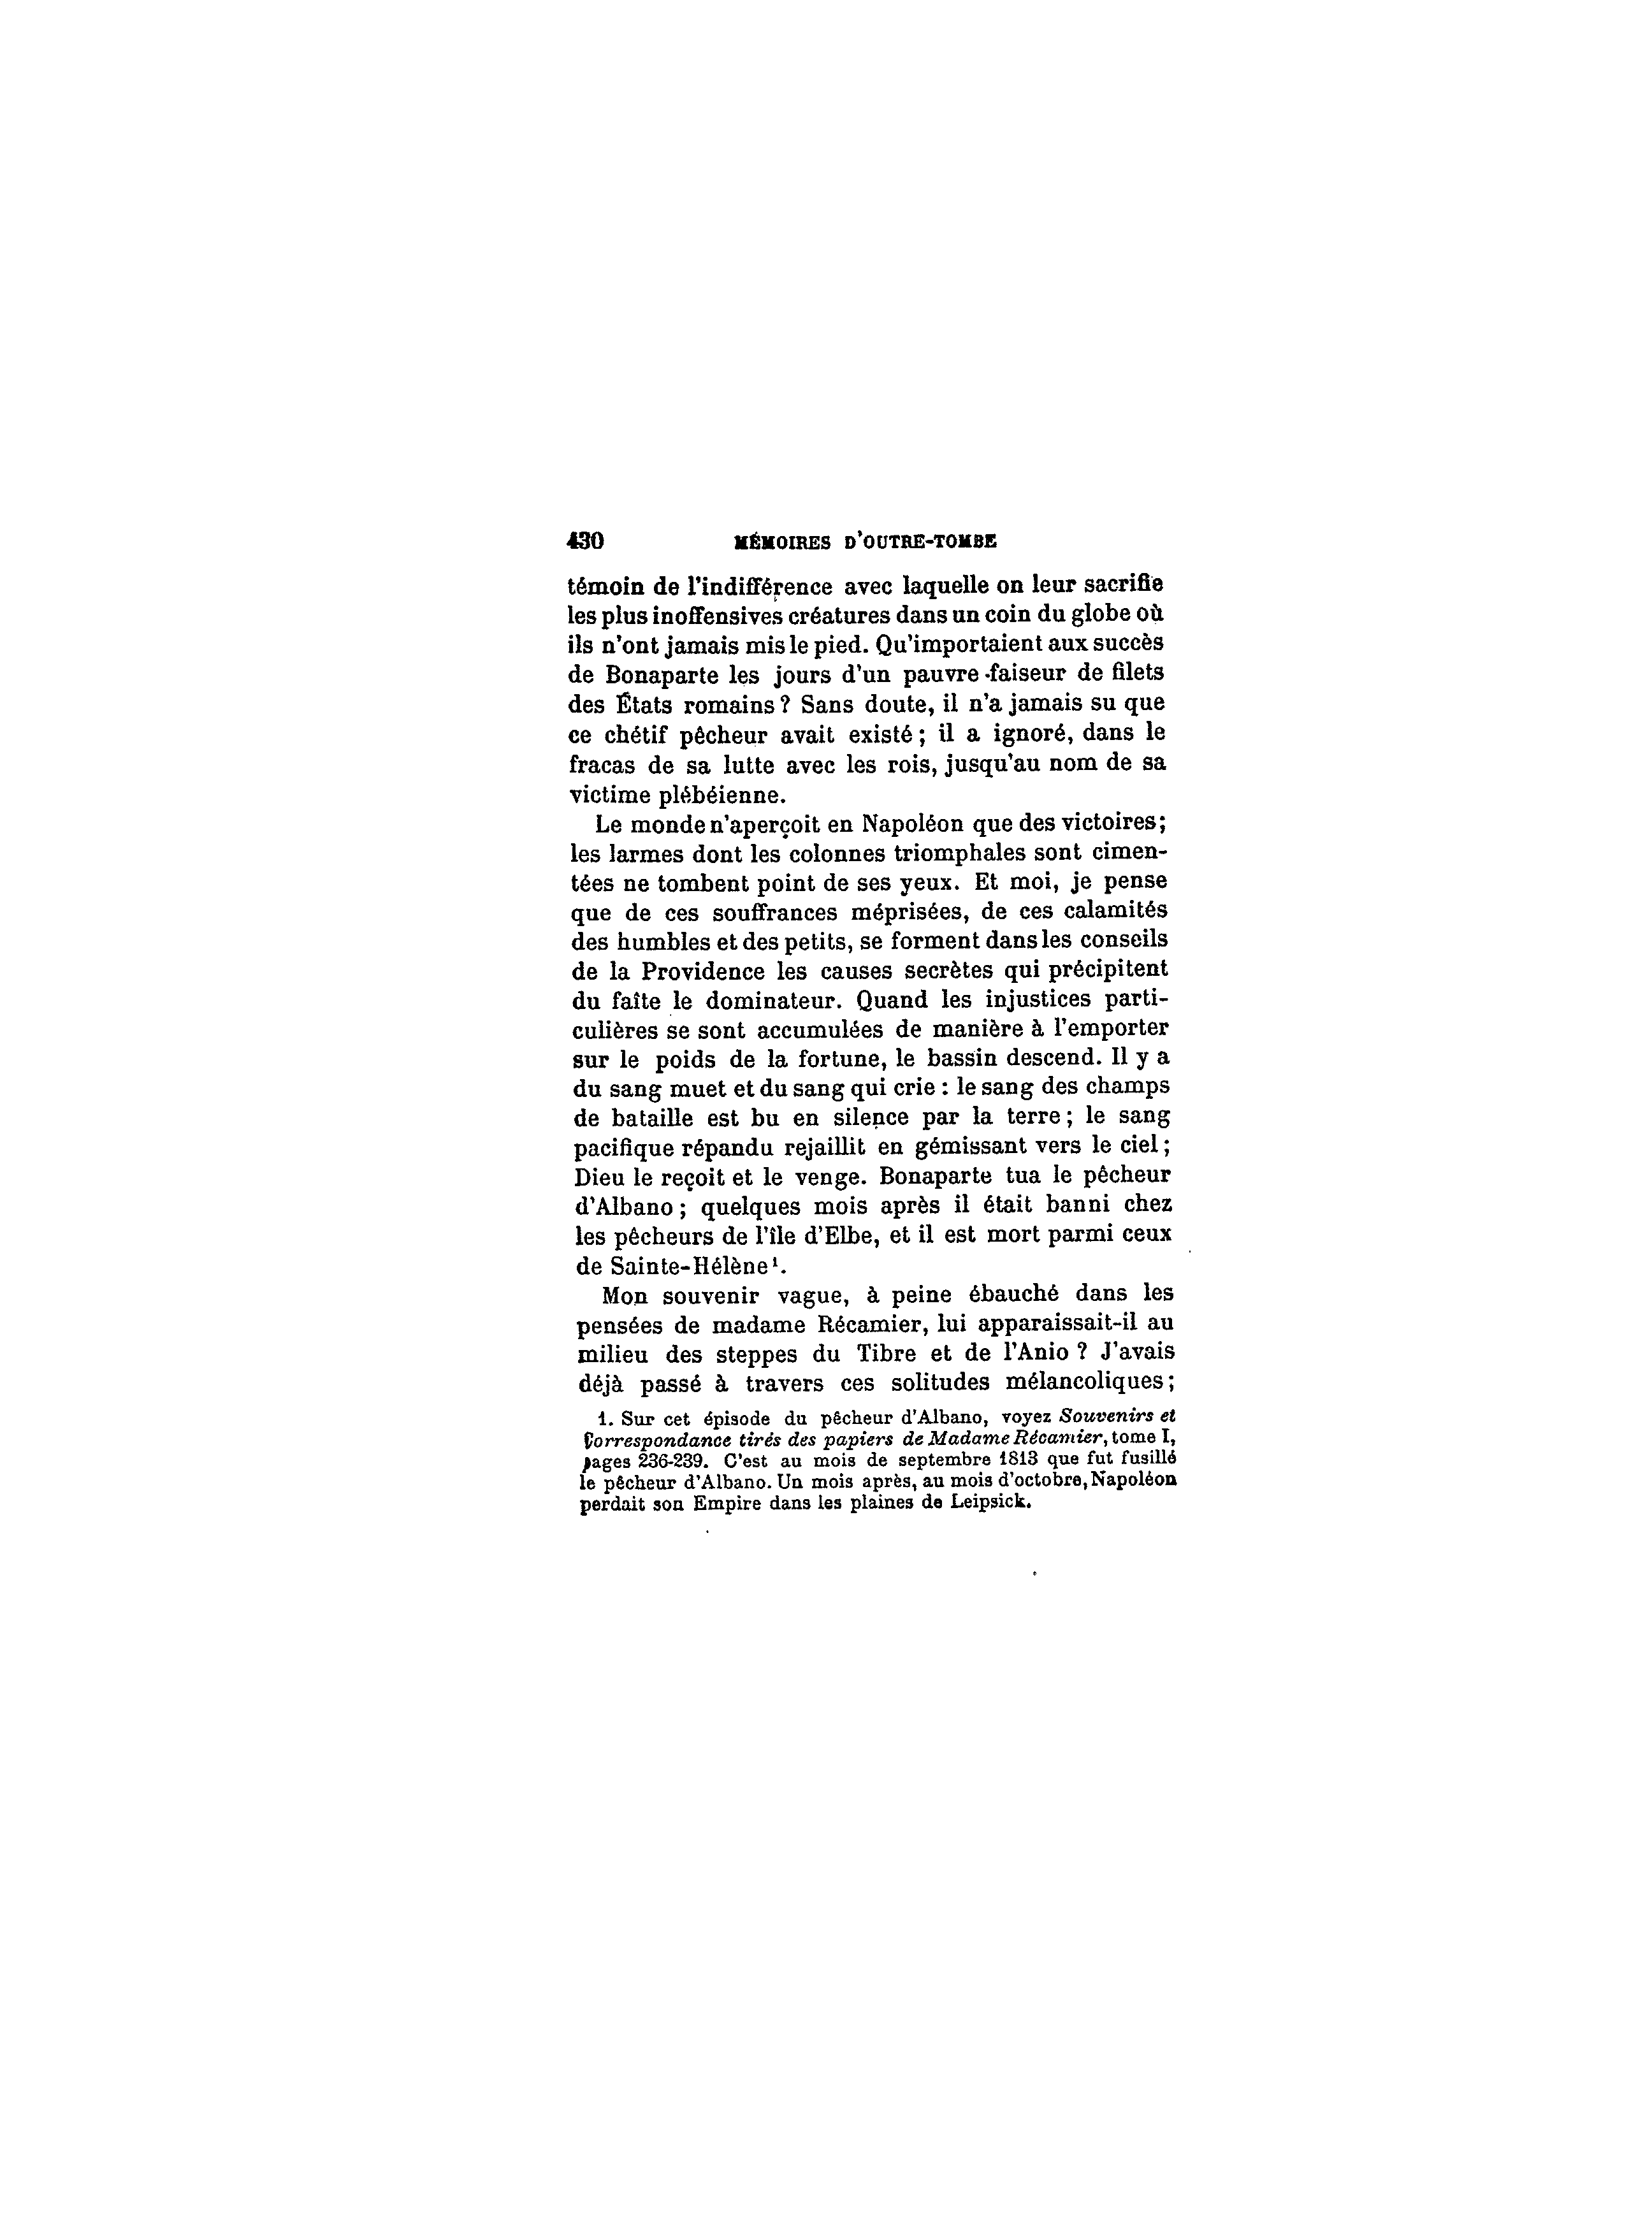 430 MÉMOIRES D'OUTRE-TOMBE
témoin de l'indifférence avec laquelle on leur sacrifie
les plus inoffensives créatures dans un coin du globe où
ils n'ont jamais mis le pied. Qu'importaient aux succès
de Bonaparte les jours d'un pauvre faiseur de filets
des États romains ? Sans doute, il n'a jamais su que
ce chétif pêcheur avait existé ; il a ignoré, dans le
fracas de sa lutte avec les rois, jusqu'au nom de sa
victime plébéienne.
Le monde n'aperçoit en Napoléon que des victoires ;
les larmes dont les colonnes triomphales sont cimen-
tées ne tombent point de ses yeux. Et moi, je pense
que de ces souffrances méprisées, de ces calamités
des humbles et des petits, se forment dans les conseils
de la Providence les causes secrètes qui précipitent
du faîte le dominateur. Quand les injustices parti-
culières se sont accumulées de manière à l'emporter
sur le poids de la fortune, le bassin descend. Il y a
du sang muet et du sang qui crie : le sang des champs
de bataille est bu en silence par la terre ; le sang
pacifique répandu rejaillit en gémissant vers le ciel ;
Dieu le reçoit et le venge. Bonaparte tua le pêcheur
d'Albano ; quelques mois après il était banni chez
les pêcheurs de l'île d'Elbe, et il est mort parmi ceux
de Sainte-Hélène¹.
Mon souvenir vague, à peine ébauché dans les
pensées de madame Récamier, lui apparaissait-il au
milieu des steppes du Tibre et de l'Anio ? J'avais
déjà passé à travers ces solitudes mélancoliques ;
1. Sur cet épisode du pêcheur d'Albano, voyez Souvenirs et
Correspondance tirés des papiers de Madame Récamier, tome I,
pages 236-239. C'est au mois de septembre 1813 que fut fusillé
le pêcheur d'Albano. Un mois après, au mois d'octobre, Napoléon
perdait son Empire dans les plaines de Leipsick.